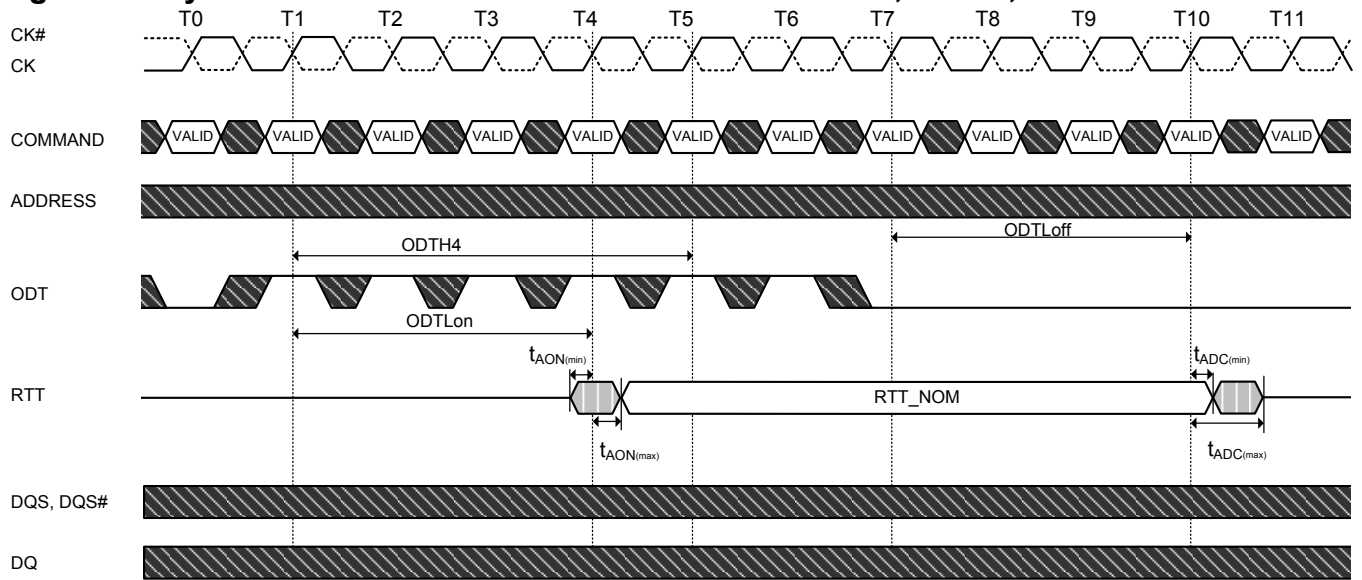 T0 T1 T2 T3 T4 T5 T6 T7 T8 T9 T10 T11
CK#
CK
COMMAND VALID VALID VALID VALID VALID VALID VALID VALID VALID VALID VALID VALID
ADDRESS
ODTLoff
ODTH4
ODT
ODTLon
tAON(min) tADC(min)
RTT RTT_NOM
tAON(max) tADC(max)
DQS, DQS#
DQ